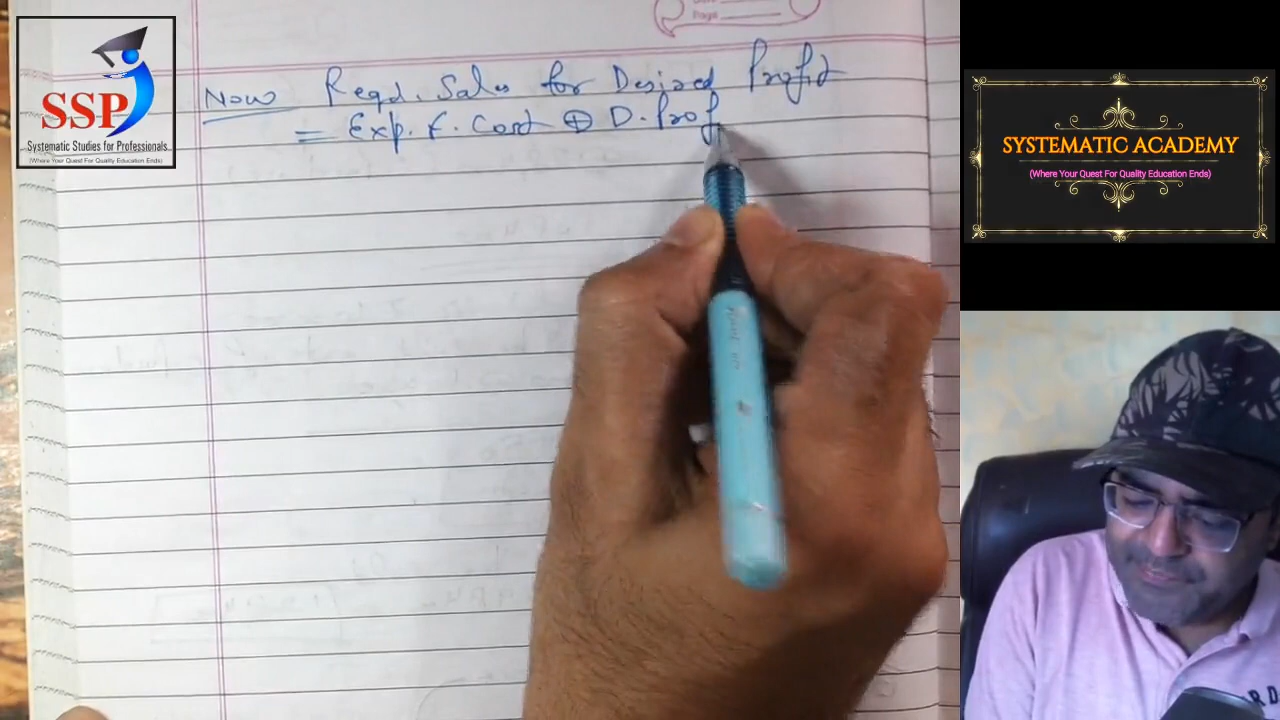 SSP
Systematic Studies for Professionals
(Where Your Quest For Quality Education Ends)
Page
Now Reqd. Sales for Desired Profit
= Exp. F. Cost ⊕ D. Prof
SYSTEMATIC ACADEMY
(Where Your Quest For Quality Education Ends)